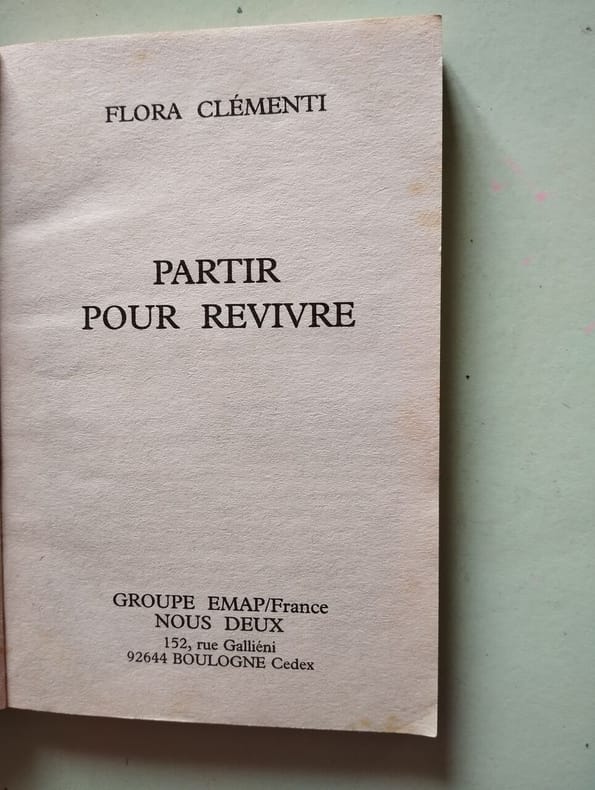 FLORA CLÉMENTI
PARTIR
POUR REVIVRE
GROUPE EMAP/France
NOUS DEUX
152, rue Galliéni
92644 BOULOGNE Cedex